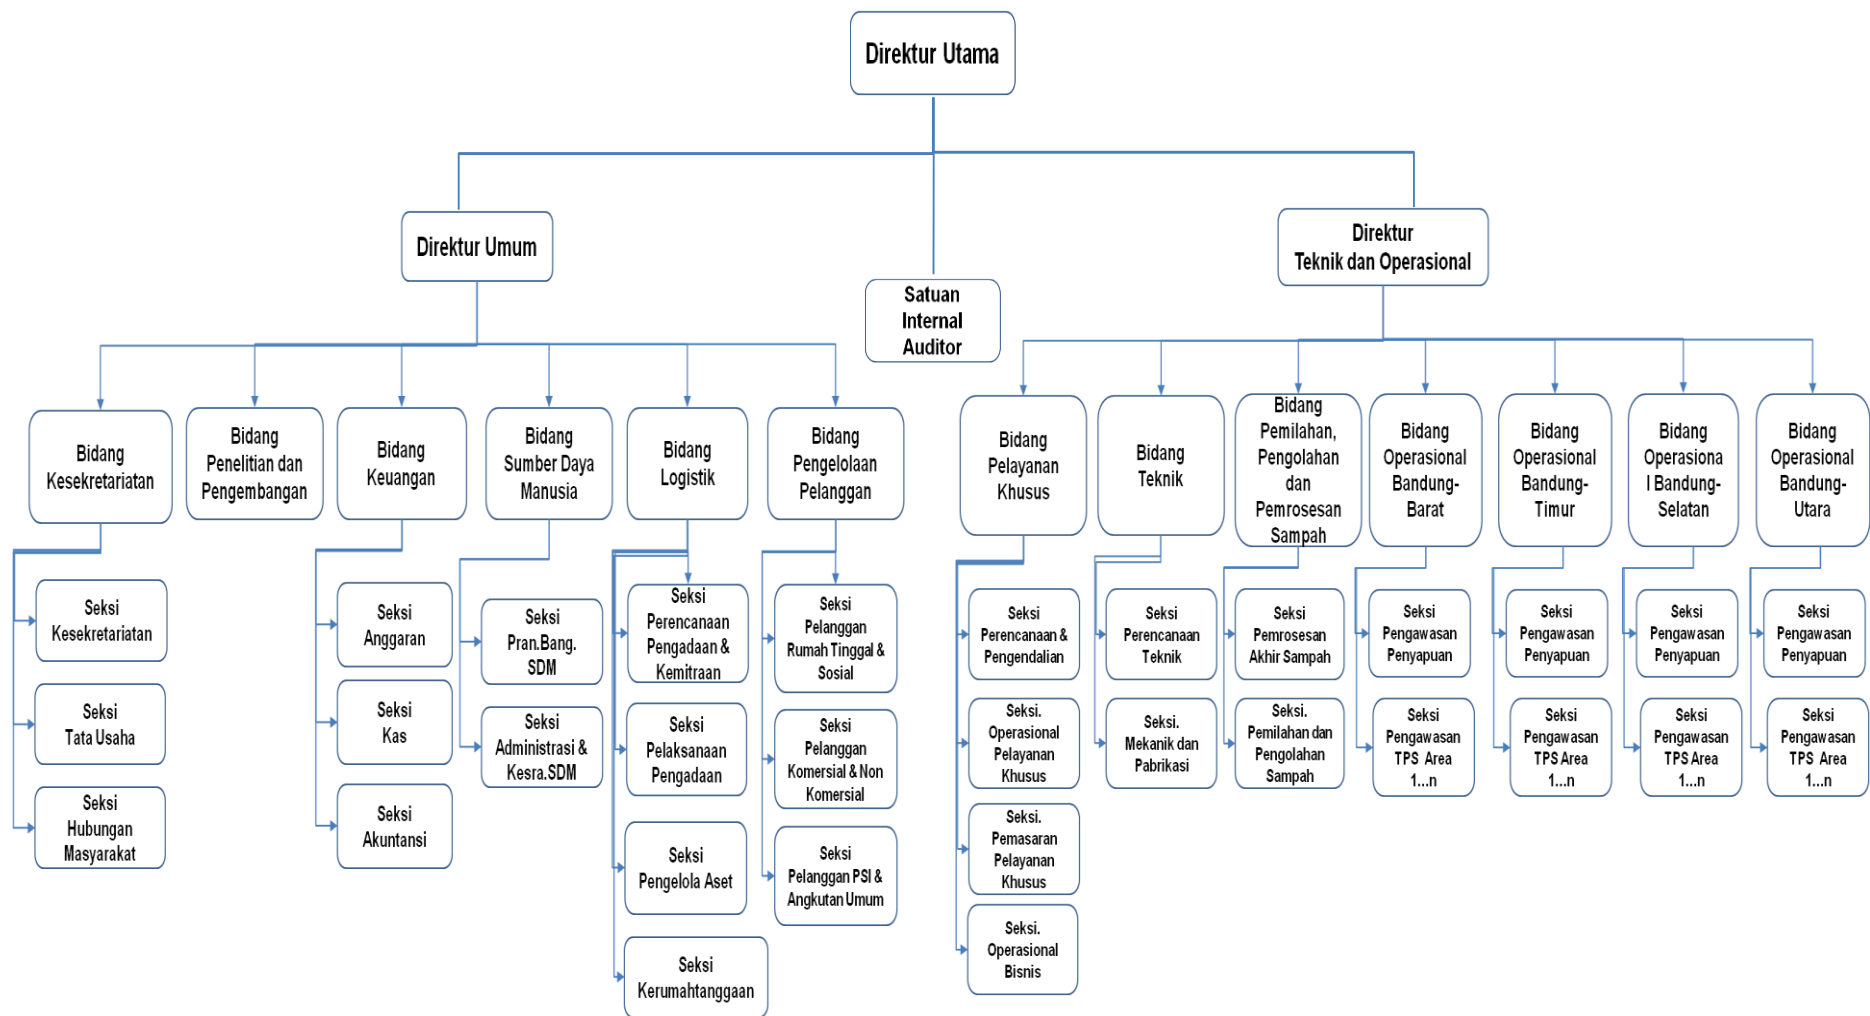 Direktur Utama
Direktur Umum
Direktur
Teknik dan Operasional
Satuan
Internal
Auditor
Bidang
Kesekretariatan
Bidang
Penelitian dan
Pengembangan
Bidang
Keuangan
Bidang
Sumber Daya
Manusia
Bidang
Logistik
Bidang
Pengelolaan
Pelanggan
Bidang
Pelayanan
Khusus
Bidang
Teknik
Bidang
Pemilahan,
Pengolahan
dan
Pemrosesan
Sampah
Bidang
Operasional
Bandung-
Barat
Bidang
Operasional
Bandung-
Timur
Bidang
Operasiona
l Bandung-
Selatan
Bidang
Operasional
Bandung-
Utara
Seksi
Kesekretariatan
Seksi
Tata Usaha
Seksi
Hubungan
Masyarakat
Seksi
Anggaran
Seksi
Kas
Seksi
Akuntansi
Seksi
Pran.Bang.
SDM
Seksi
Administrasi &
Kesra.SDM
Seksi
Perencanaan
Pengadaan &
Kemitraan
Seksi
Pelaksanaan
Pengadaan
Seksi
Pengelola Aset
Seksi
Kerumahtanggaan
Seksi
Pelanggan
Rumah Tinggal &
Sosial
Seksi
Pelanggan
Komersial & Non
Komersial
Seksi
Pelanggan PSI &
Angkutan Umum
Seksi
Perencanaan &
Pengendalian
Seksi.
Operasional
Pelayanan
Khusus
Seksi.
Pemasaran
Pelayanan
Khusus
Seksi.
Operasional
Bisnis
Seksi
Perencanaan
Teknik
Seksi.
Mekanik dan
Pabrikasi
Seksi
Pemrosesan
Akhir Sampah
Seksi.
Pemilahan dan
Pengolahan
Sampah
Seksi
Pengawasan
Penyapuan
Seksi
Pengawasan
TPS Area
1...n
Seksi
Pengawasan
Penyapuan
Seksi
Pengawasan
TPS Area
1...n
Seksi
Pengawasan
Penyapuan
Seksi
Pengawasan
TPS Area
1...n
Seksi
Pengawasan
Penyapuan
Seksi
Pengawasan
TPS Area
1...n